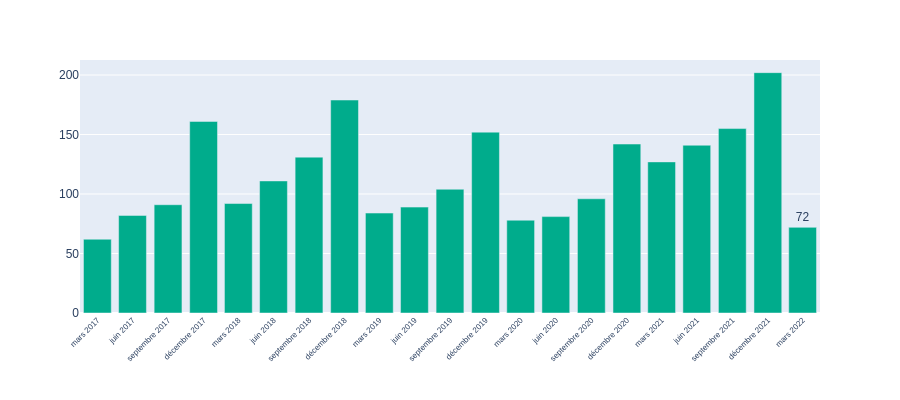 200
150
100
50
0
72
mars 2017
juin 2017
septembre 2017
décembre 2017
mars 2018
juin 2018
septembre 2018
décembre 2018
mars 2019
juin 2019
septembre 2019
décembre 2019
mars 2020
juin 2020
septembre 2020
décembre 2020
mars 2021
juin 2021
septembre 2021
décembre 2021
mars 2022